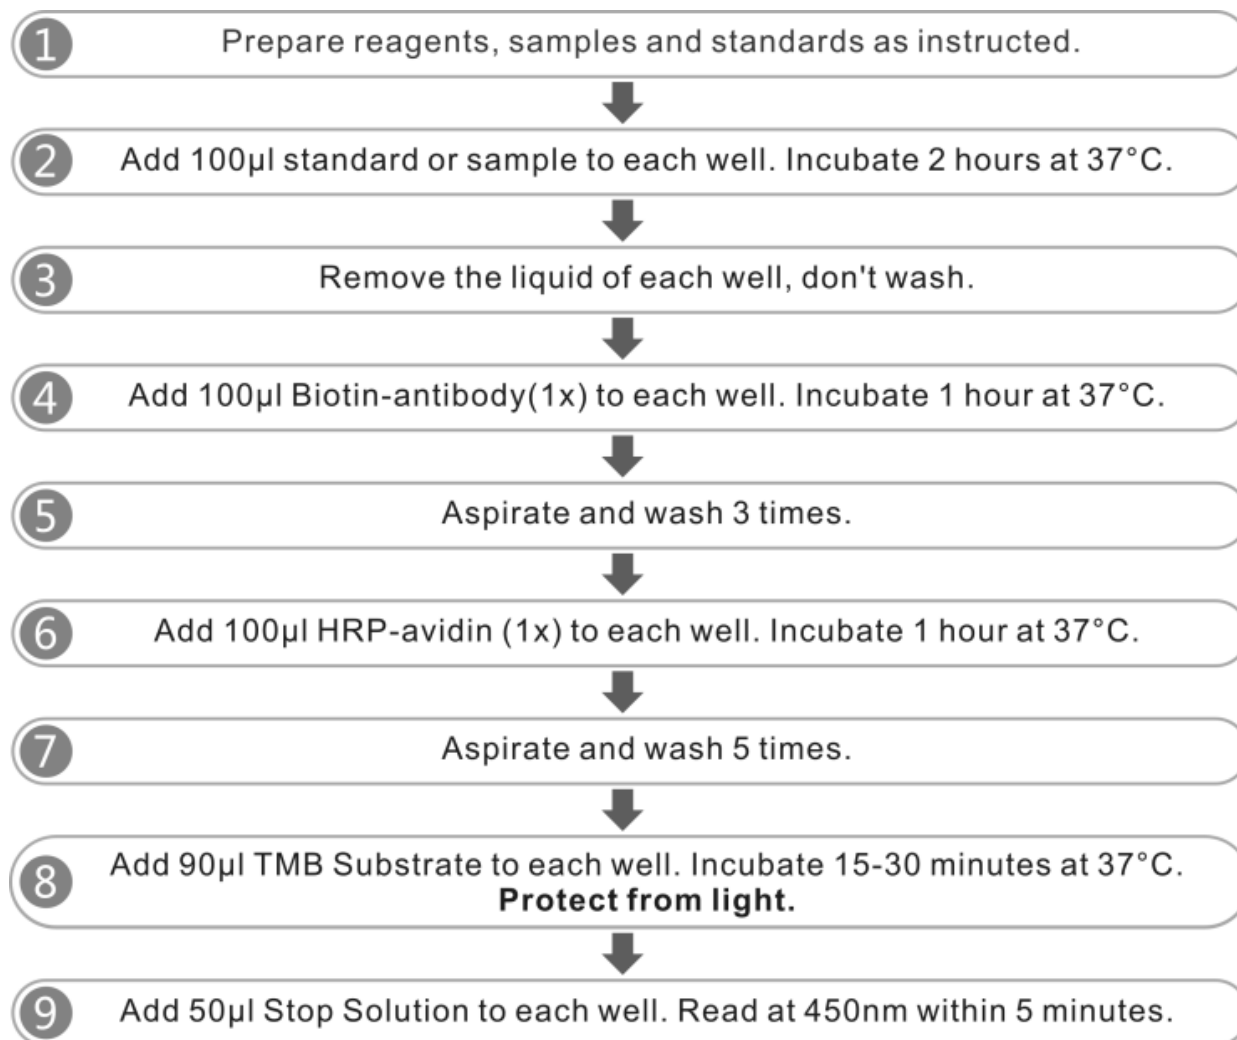 1 Prepare reagents, samples and standards as instructed.
2 Add 100µl standard or sample to each well. Incubate 2 hours at 37°C.
3 Remove the liquid of each well, don't wash.
4 Add 100µl Biotin-antibody(1x) to each well. Incubate 1 hour at 37°C.
5 Aspirate and wash 3 times.
6 Add 100µl HRP-avidin (1x) to each well. Incubate 1 hour at 37°C.
7 Aspirate and wash 5 times.
8 Add 90µl TMB Substrate to each well. Incubate 15-30 minutes at 37°C.
Protect from light.
9 Add 50µl Stop Solution to each well. Read at 450nm within 5 minutes.